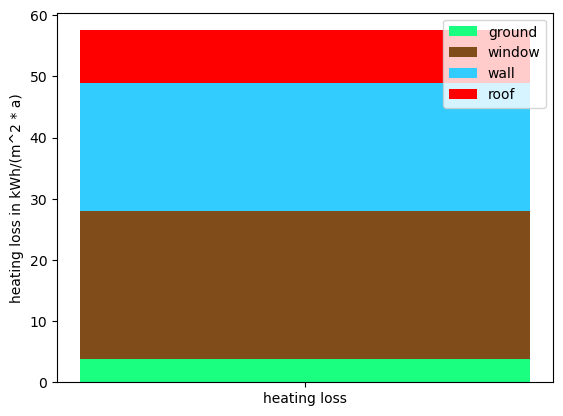 60
50
40
30
20
10
0
heating loss in kWh/(m^2 * a)
ground
window
wall
roof
heating loss